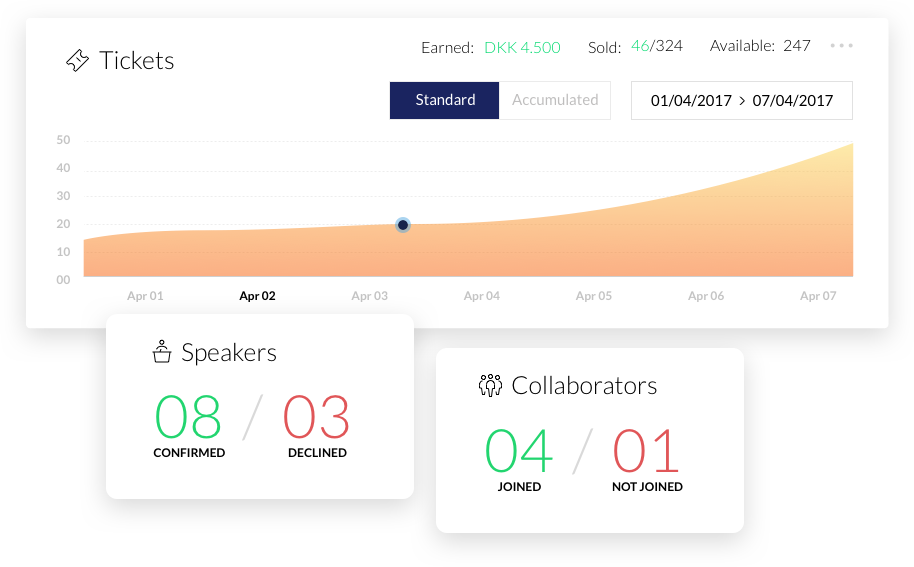 Tickets
Earned: DKK 4.500 Sold: 46/324 Available: 247
Standard Accumulated 01/04/2017 > 07/04/2017
50
40
30
20
10
00
Apr 01 Apr 02 Apr 03 Apr 04 Apr 05 Apr 06 Apr 07
Speakers
08 / 03
CONFIRMED DECLINED
Collaborators
04 / 01
JOINED NOT JOINED